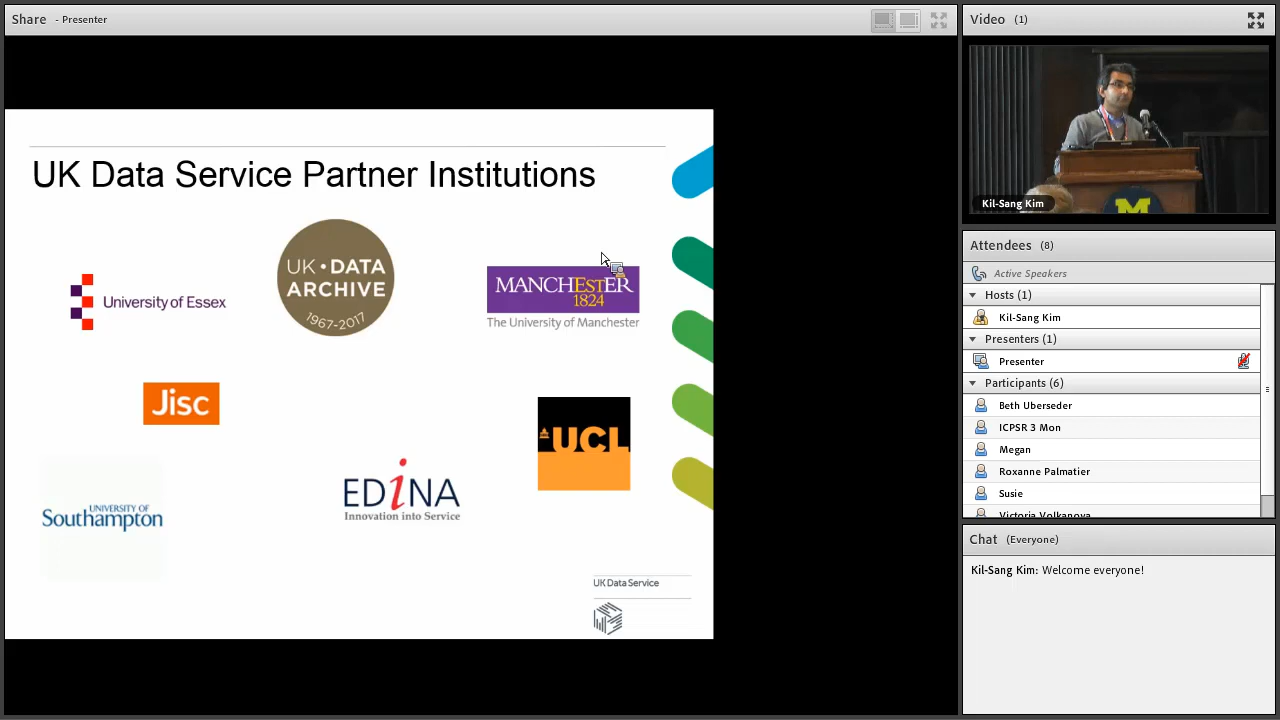 Share - Presenter
UK Data Service Partner Institutions
University of Essex
UK • DATA
ARCHIVE
1967-2017
MANCHESTER
1824
The University of Manchester
Jisc
UCL
UNIVERSITY OF
Southampton
EDiNA
Innovation into Service
UK Data Service
Video (1)
Kil-Sang Kim
M
Attendees (8)
Active Speakers
Hosts (1)
Kil-Sang Kim
Presenters (1)
Presenter
Participants (6)
Beth Uberseder
ICPSR 3 Mon
Megan
Roxanne Palmatier
Susie
Victoria Volkanova
Chat (Everyone)
Kil-Sang Kim: Welcome everyone!